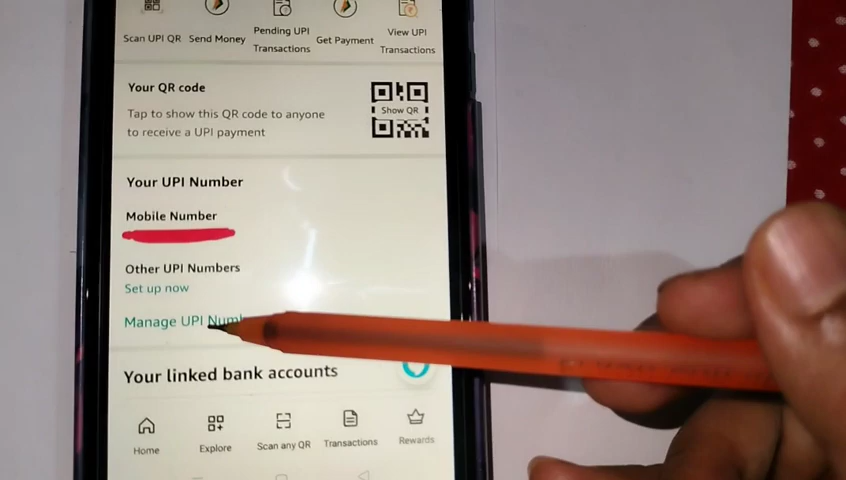 Scan UPI QR
Send Money
Pending UPI
Transactions
Get Payment
View UPI
Transactions
Your QR code
Tap to show this QR code to anyone
to receive a UPI payment
Show QR
Your UPI Number
Mobile Number
Other UPI Numbers
Set up now
Manage UPI
Your linked bank accounts
Home
Explore
Scan any QR
Transactions
Rewards